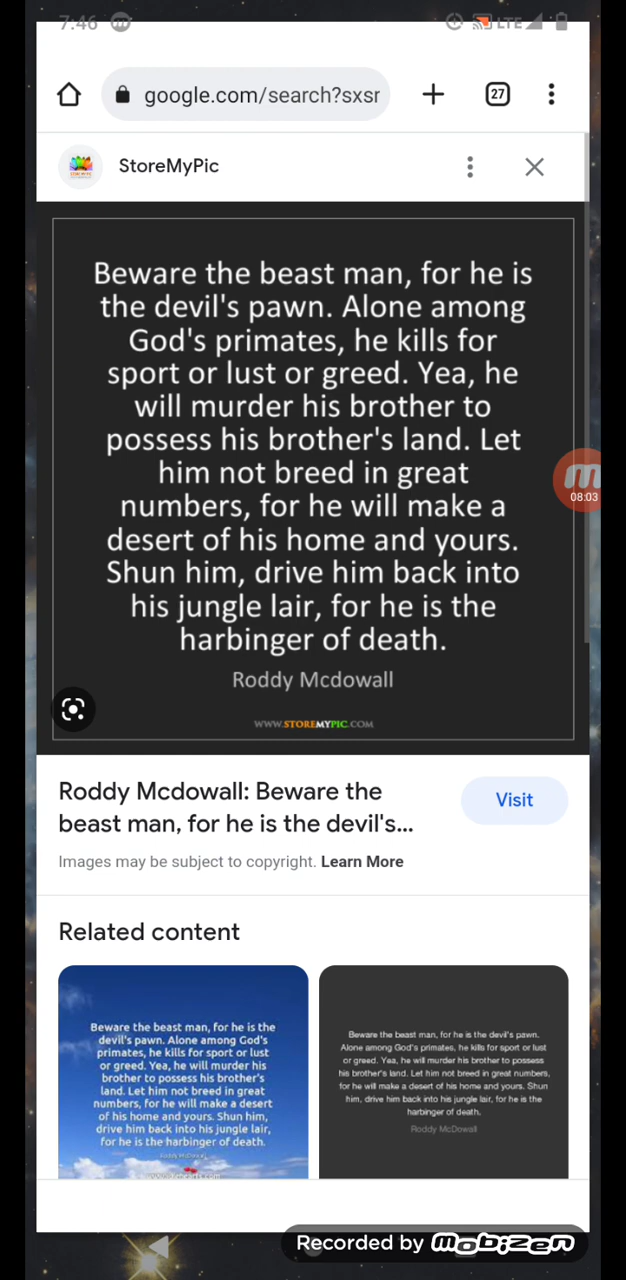 7:46
LTE
google.com/search?sxsr
27
StoreMyPic
Beware the beast man, for he is
the devil's pawn. Alone among
God's primates, he kills for
sport or lust or greed. Yea, he
will murder his brother to
possess his brother's land. Let
him not breed in great
numbers, for he will make a
desert of his home and yours.
Shun him, drive him back into
his jungle lair, for he is the
harbinger of death.
Roddy Mcdowall
WWW.STOREMYPIC.COM
08:03
Roddy Mcdowall: Beware the
beast man, for he is the devil's...
Visit
Images may be subject to copyright. Learn More
Related content
Beware the beast man, for he is the
devil's pawn. Alone among God's
primates, he kills for sport or lust
or greed. Yea, he will murder his
brother to possess his brother's
land. Let him not breed in great
numbers, for he will make a desert
of his home and yours. Shun him,
drive him back into his jungle lair,
for he is the harbinger of death.
Beware the beast man, for he is the devil's pawn.
Alone among God's primates, he kills for sport or lust
or greed. Yea, he will murder his brother to possess
his brother's land. Let him not breed in great numbers,
for he will make a desert of his home and yours. Shun
him, drive him back into his jungle lair, for he is the
harbinger of death.
Roddy McDowall
Recorded by mobizen